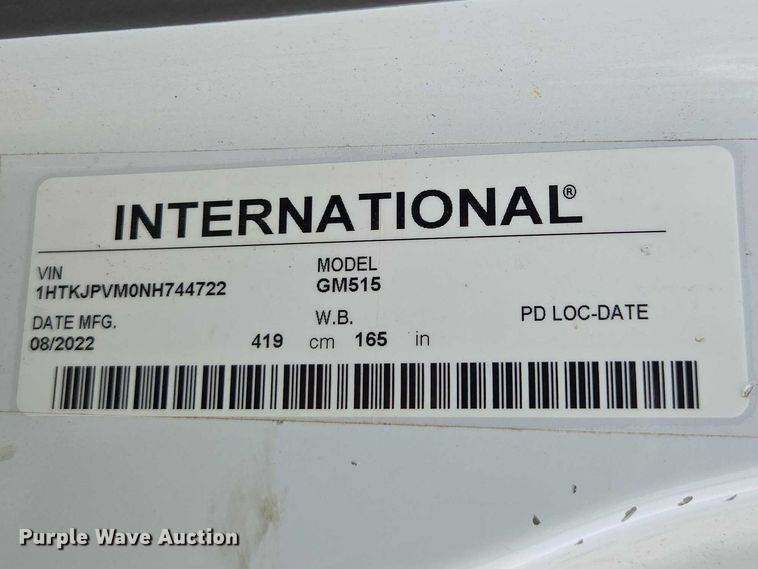 INTERNATIONAL®
VIN
1HTKJPVM0NH744722
MODEL
GM515
DATE MFG.
08/2022
W.B.
419 cm 165 in
PD LOC-DATE
Purple Wave Auction